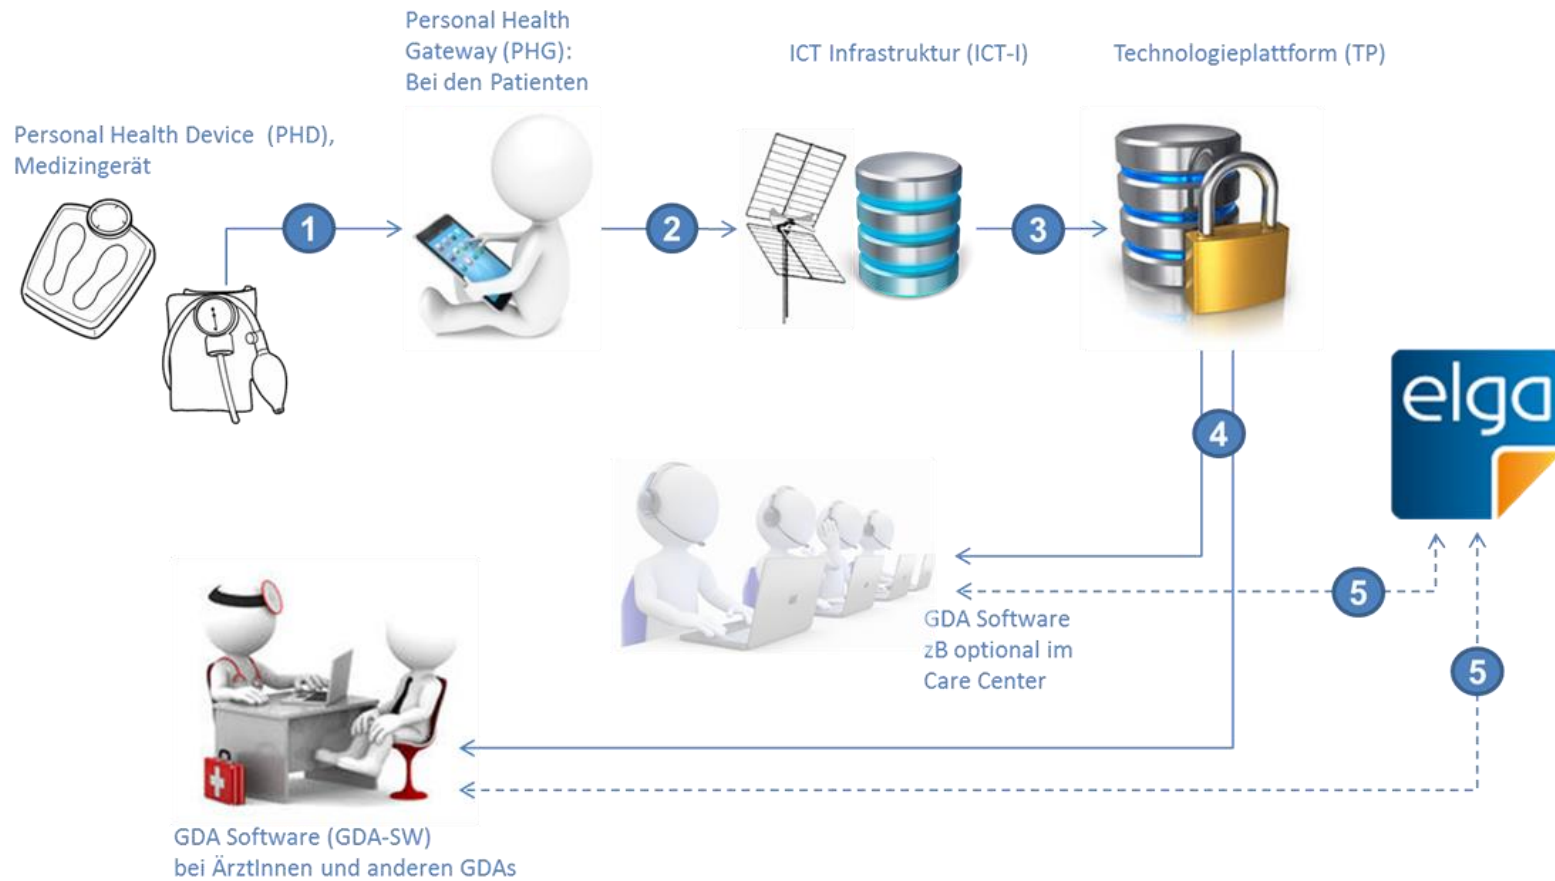 Personal Health
Gateway (PHG):
Bei den Patienten
ICT Infrastruktur (ICT-I)
Technologieplattform (TP)
Personal Health Device (PHD),
Medizingerät
1
2
3
4
elga
5
GDA Software
zB optional im
Care Center
5
GDA Software (GDA-SW)
bei ÄrztInnen und anderen GDAs